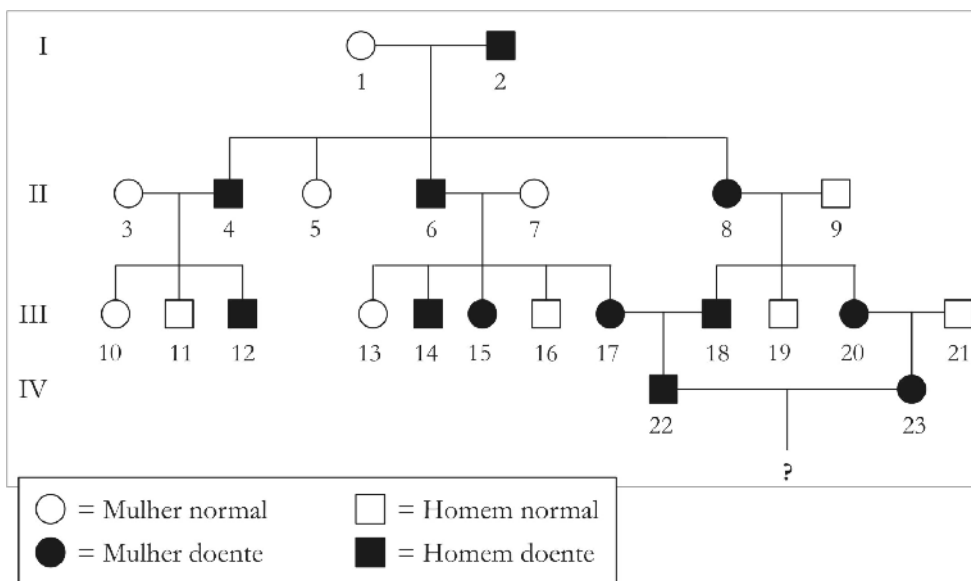 I
1 2
II
3 4 5 6 7 8 9
III
10 11 12 13 14 15 16 17 18 19 20 21
IV
22 23
?
= Mulher normal = Homem normal
= Mulher doente = Homem doente